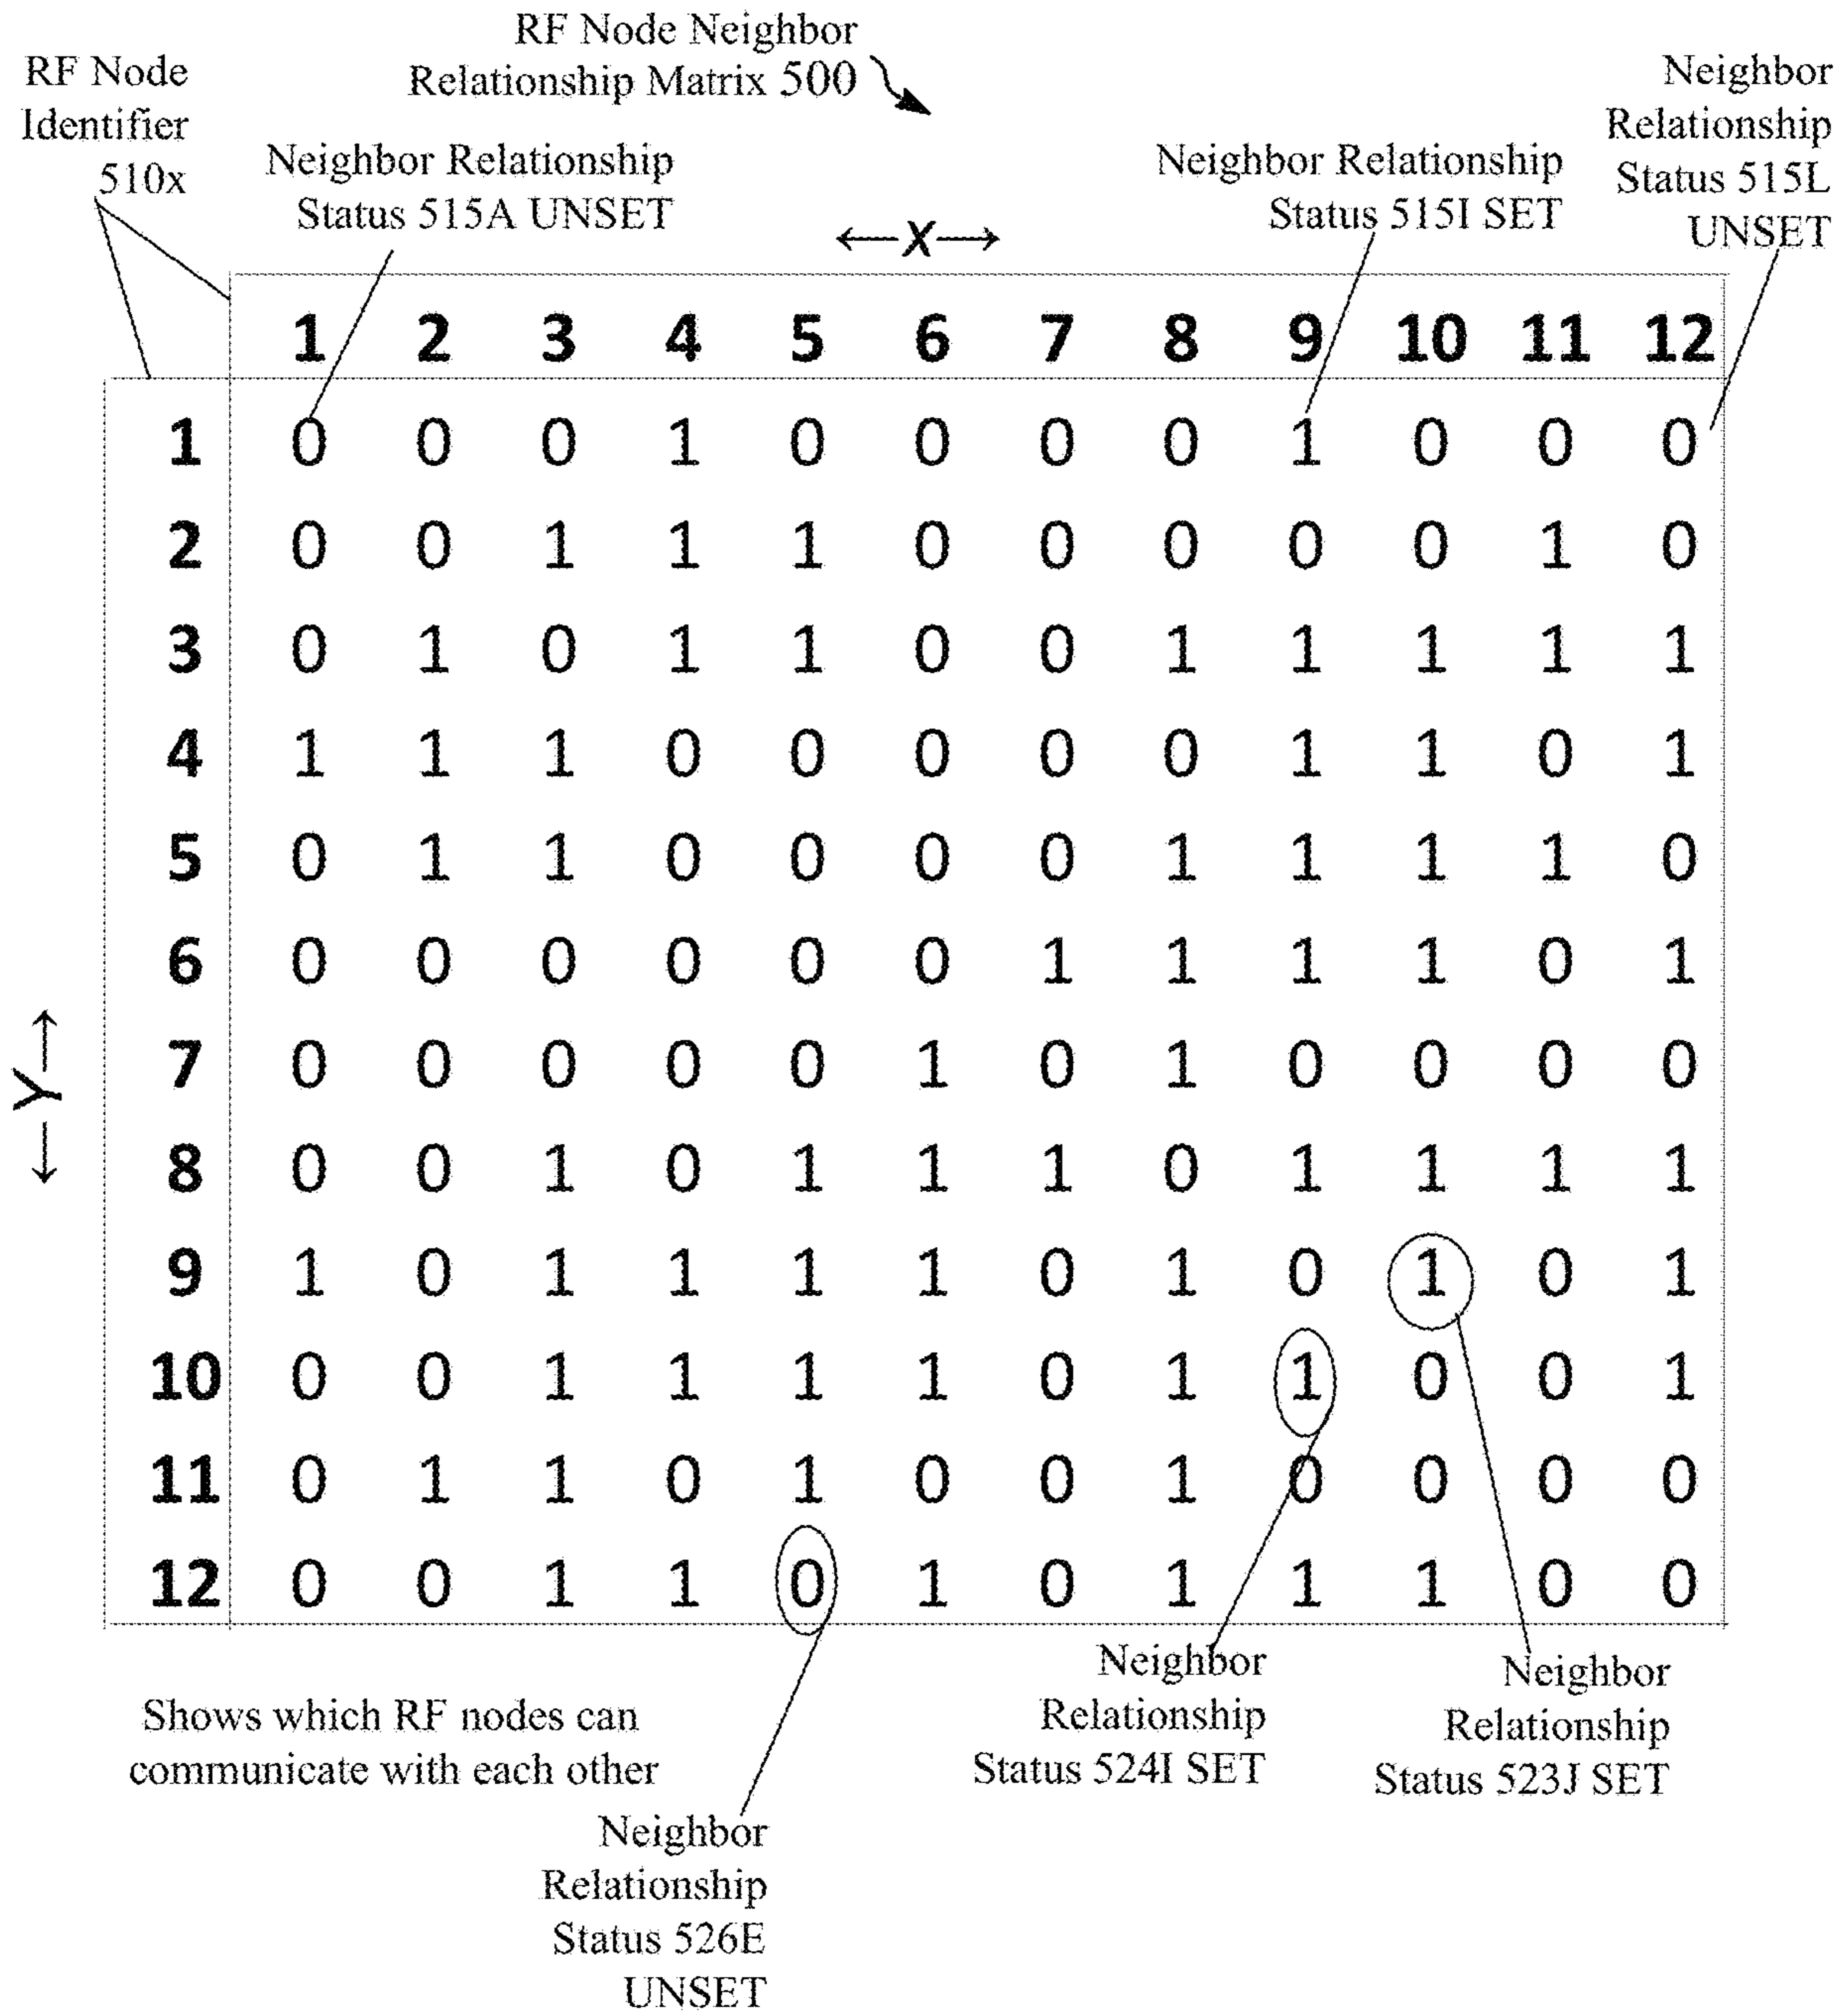 RF Node Neighbor
Relationship Matrix 500
RF Node
Identifier
510x
Neighbor Relationship
Status 515A UNSET
Neighbor Relationship
Status 515I SET
Neighbor
Relationship
Status 515L
UNSET
←X→
1 2 3 4 5 6 7 8 9 10 11 12
1 0 0 0 1 0 0 0 0 1 0 0 0
2 0 0 1 1 1 0 0 0 0 0 1 0
3 0 1 0 1 1 0 0 1 1 1 1 1
4 1 1 1 0 0 0 0 0 1 1 0 1
5 0 1 1 0 0 0 0 1 1 1 1 0
6 0 0 0 0 0 0 1 1 1 1 0 1
7 0 0 0 0 0 1 0 1 0 0 0 0
8 0 0 1 0 1 1 1 0 1 1 1 1
9 1 0 1 1 1 1 0 1 0 1 0 1
10 0 0 1 1 1 1 0 1 1 0 0 1
11 0 1 1 0 1 0 0 1 0 0 0 0
12 0 0 1 1 0 1 0 1 1 1 0 0
←Y→
Shows which RF nodes can
communicate with each other
Neighbor
Relationship
Status 526E
UNSET
Neighbor
Relationship
Status 524I SET
Neighbor
Relationship
Status 523J SET